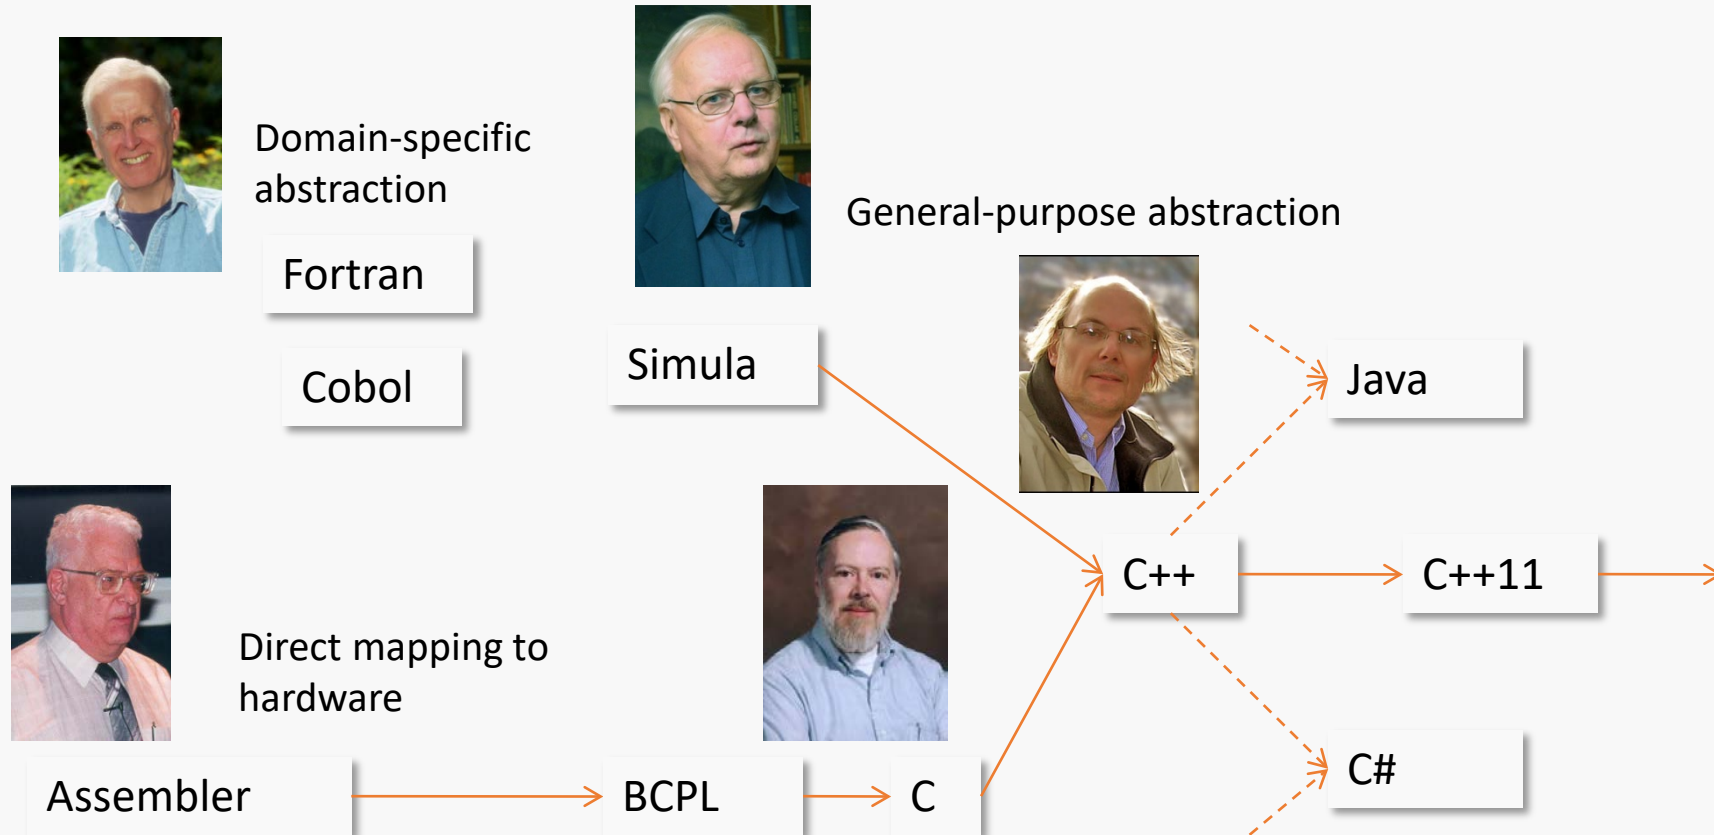 Domain-specific
abstraction
General-purpose abstraction
Fortran
Simula
Java
Cobol
C++
C++11
Direct mapping to
hardware
Assembler
BCPL
C
C#